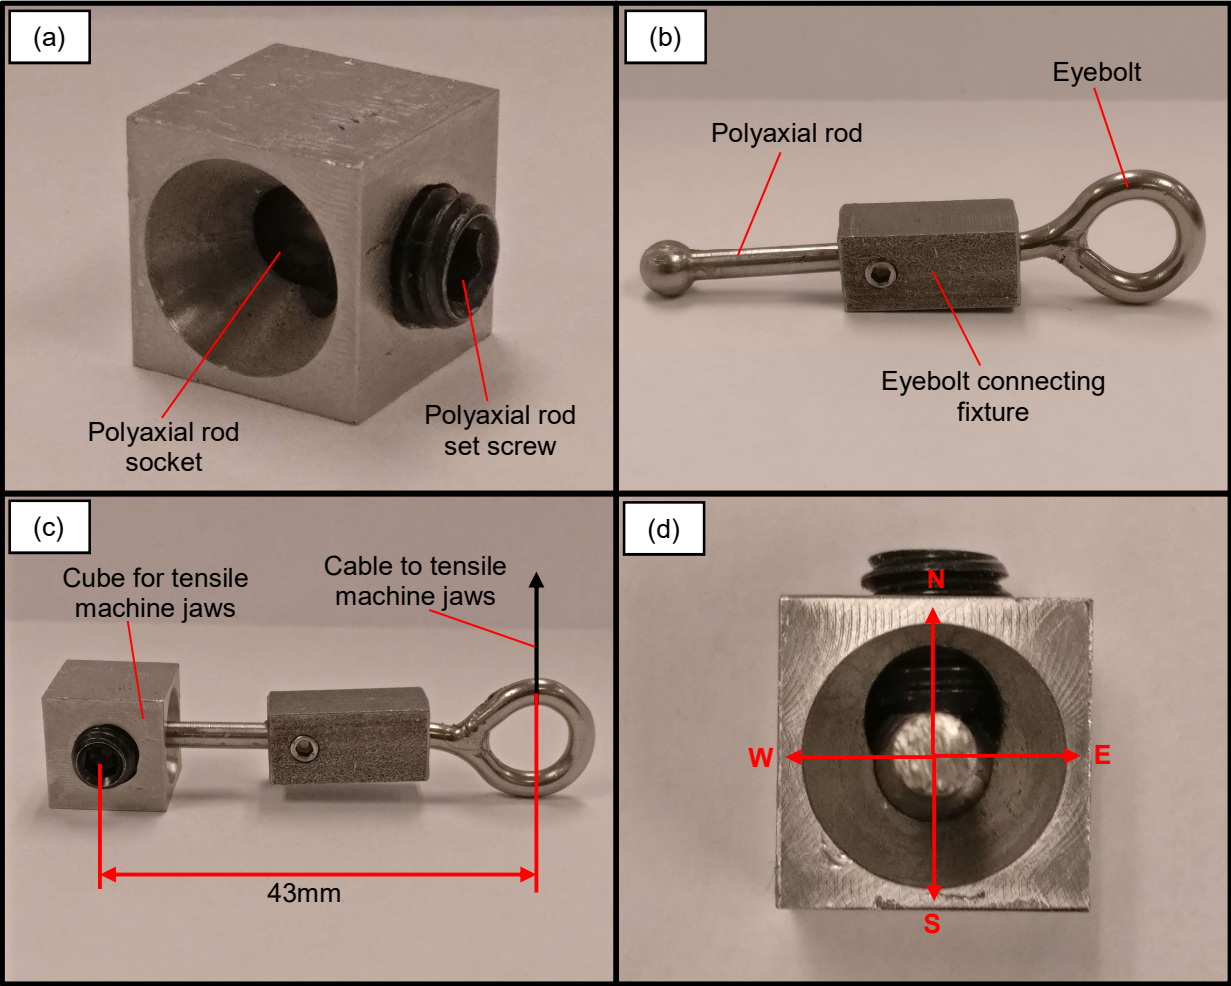 (a)
Polyaxial rod
socket
Polyaxial rod
set screw
(b)
Eyebolt
Polyaxial rod
Eyebolt connecting
fixture
(c)
Cube for tensile
machine jaws
Cable to tensile
machine jaws
43mm
(d)
N
W
E
S